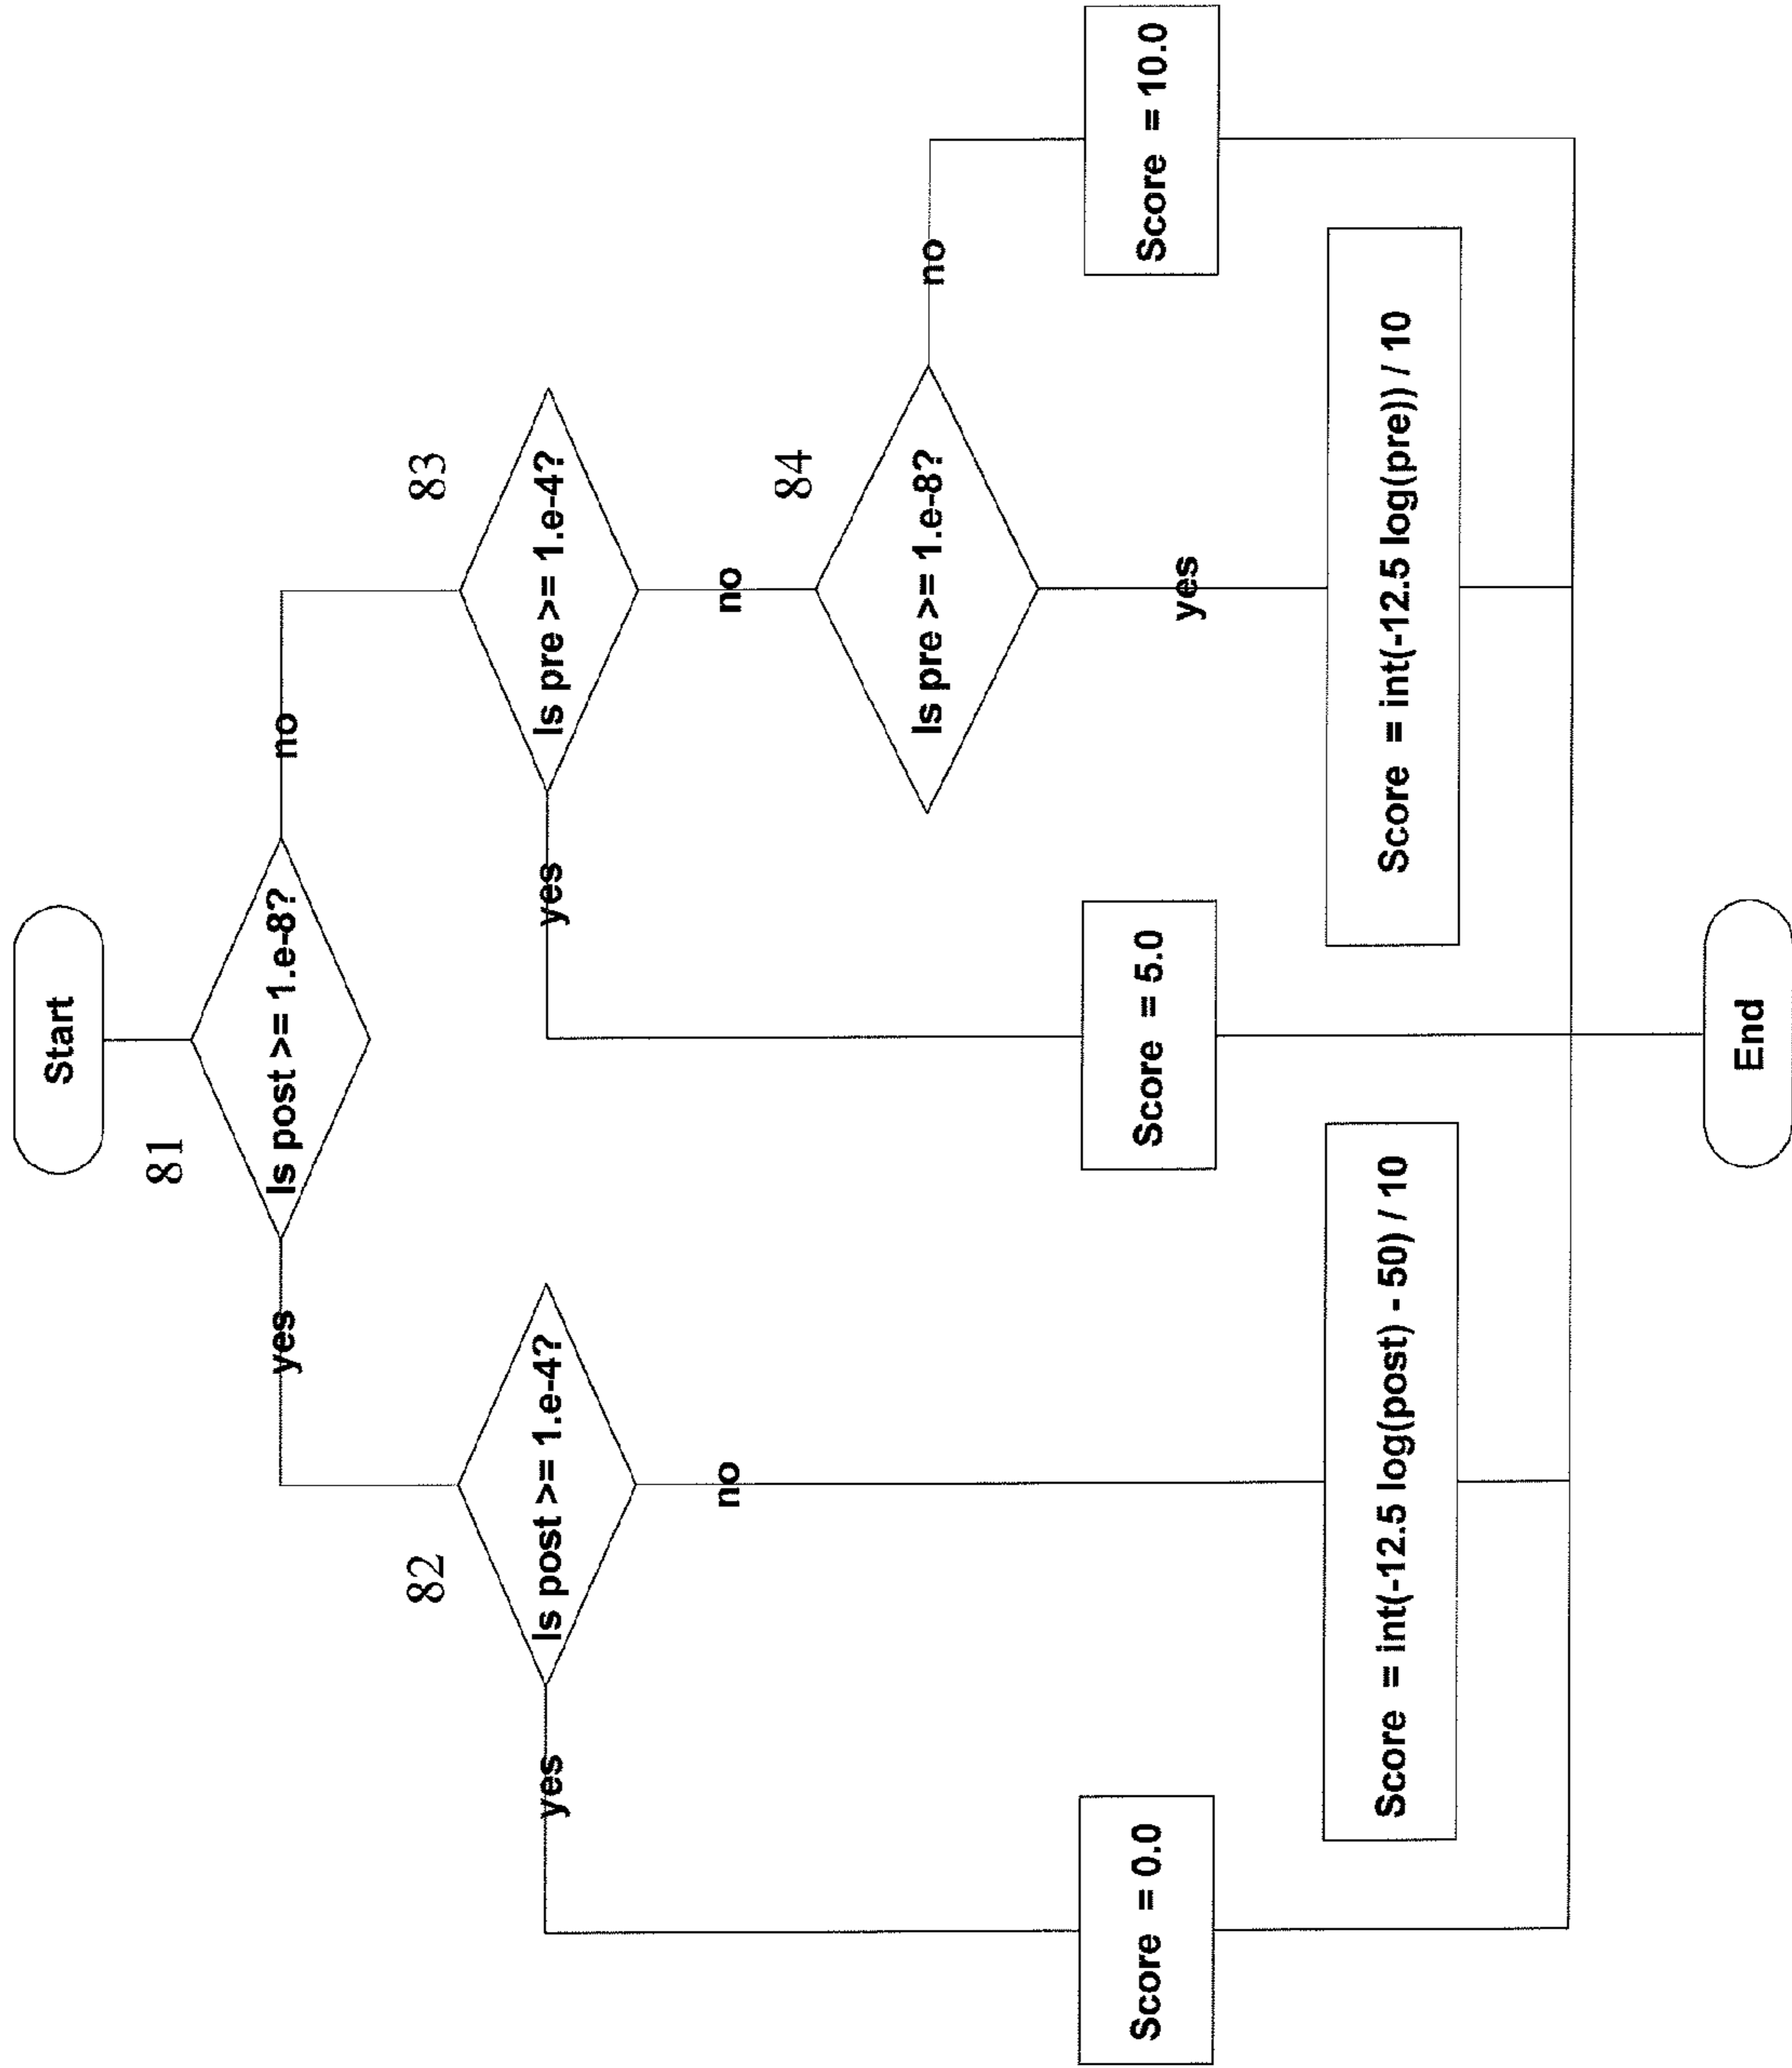 Start
81
Is post >= 1.e-8?
yes
no
82
Is post >= 1.e-4?
83
Is pre >= 1.e-4?
yes
no
yes
no
84
Is pre >= 1.e-8?
no
yes
Score = 0.0
Score = 5.0
Score = 10.0
Score = int(-12.5 log(post) - 50) / 10
Score = int(-12.5 log(pre)) / 10
End